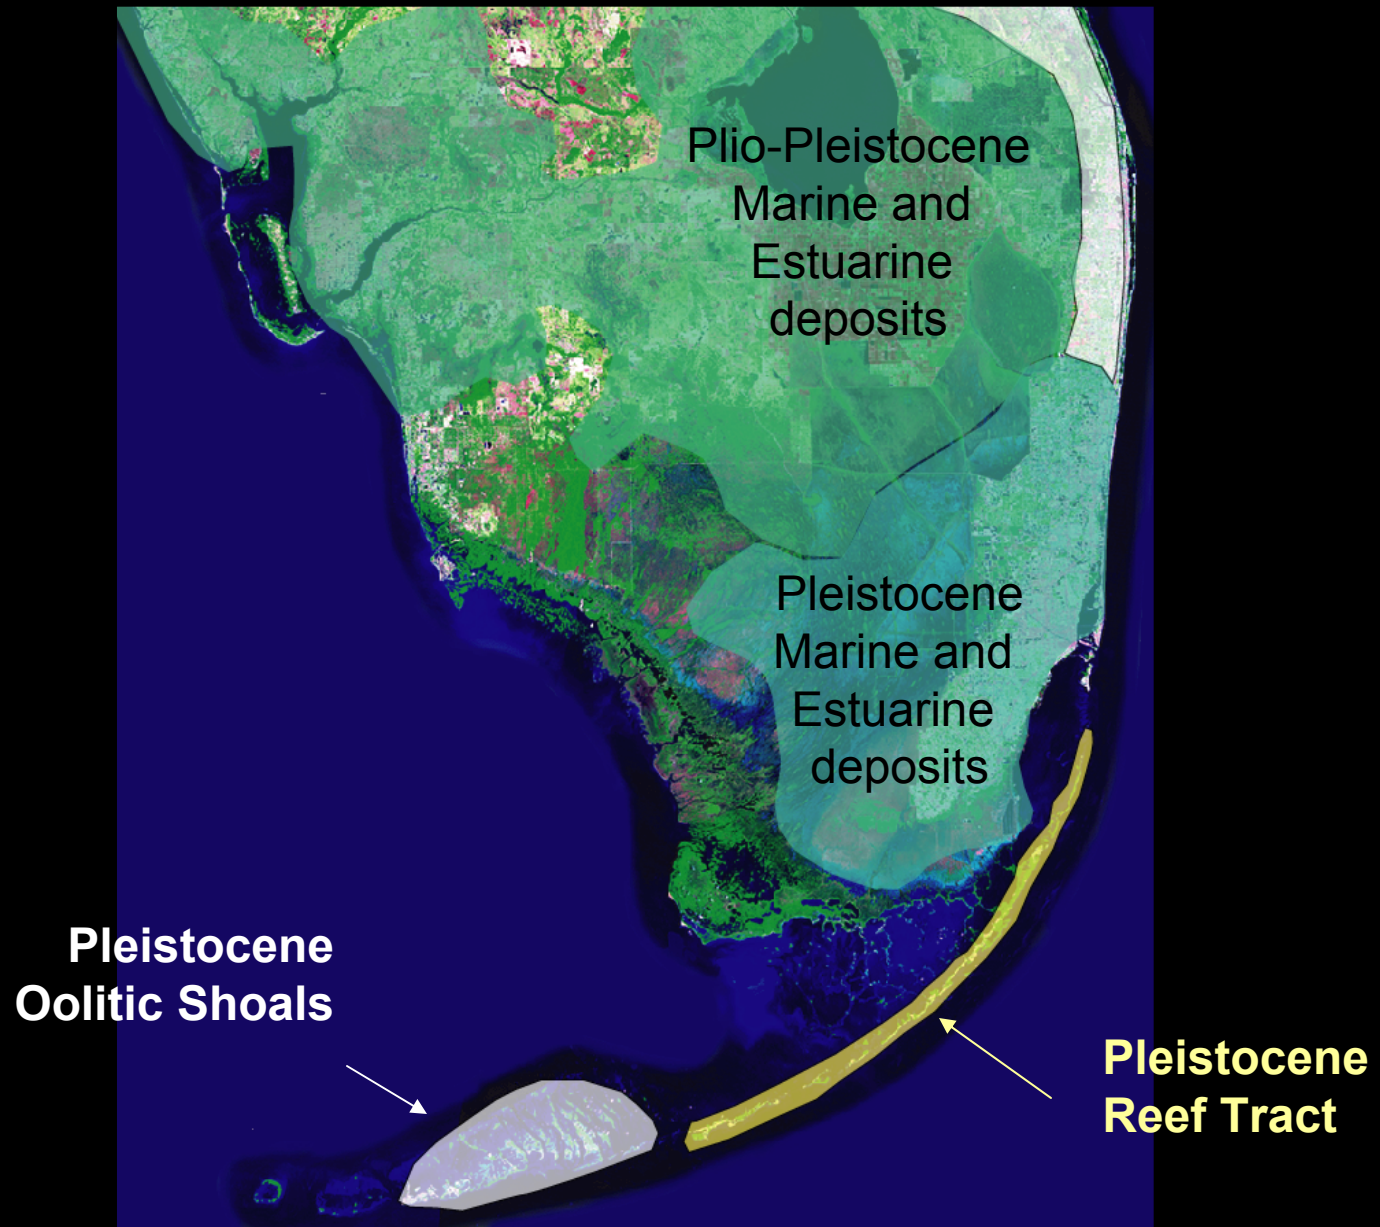 Plio-Pleistocene
Marine and
Estuarine
deposits
Pleistocene
Marine and
Estuarine
deposits
Pleistocene
Oolitic Shoals
Pleistocene
Reef Tract